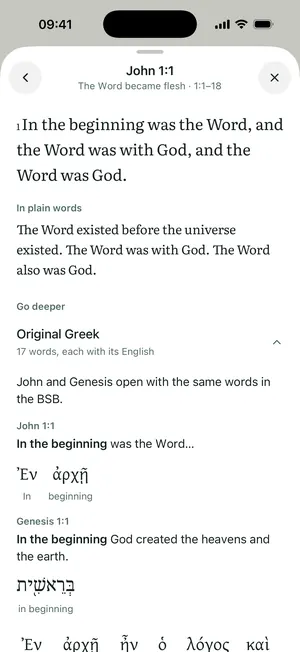 09:41
John 1:1
The Word became flesh · 1:1–18
1 In the beginning was the Word, and
the Word was with God, and the
Word was God.
In plain words
The Word existed before the universe
existed. The Word was with God. The Word
also was God.
Go deeper
Original Greek
17 words, each with its English
John and Genesis open with the same words in
the BSB.
John 1:1
In the beginning was the Word...
Ἐν ἀρχῇ
In beginning
Genesis 1:1
In the beginning God created the heavens and
the earth.
בְּרֵאשִׁ֖ית
in beginning
Ἐν ἀρχῇ ἦν ὁ λόγος καὶ